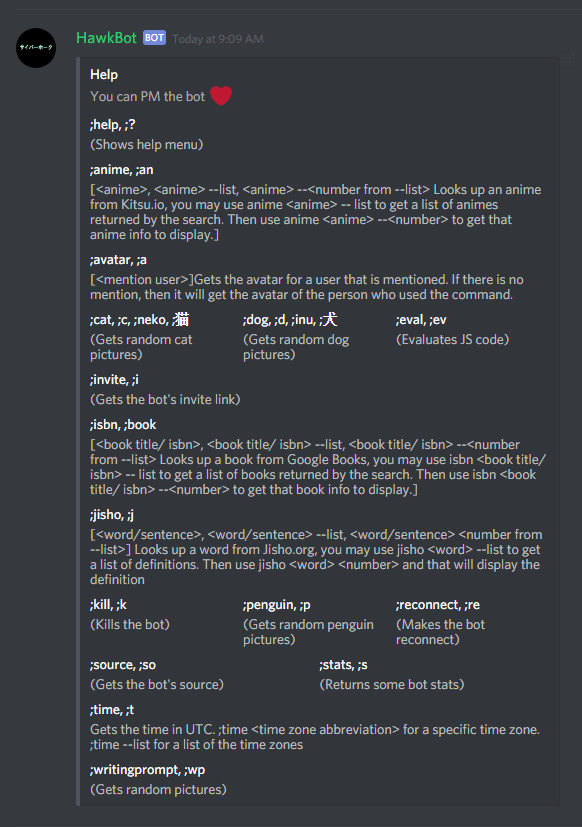 サイバーホーク
HawkBot BOT Today at 9:09 AM
Help
You can PM the bot
;help, ;?
(Shows help menu)
;anime, ;an
[<anime>, <anime> --list, <anime> --<number from --list> Looks up an anime
from Kitsu.io, you may use anime <anime> -- list to get a list of animes
returned by the search. Then use anime <anime> --<number> to get that
anime info to display.]
;avatar, ;a
[<mention user>]Gets the avatar for a user that is mentioned. If there is no
mention, then it will get the avatar of the person who used the command.
;cat, ;c, ;neko, ;猫
(Gets random cat
pictures)
;dog, ;d, ;inu, ;犬
(Gets random dog
pictures)
;eval, ;ev
(Evaluates JS code)
;invite, ;i
(Gets the bot's invite link)
;isbn, ;book
[<book title/ isbn>, <book title/ isbn> --list, <book title/ isbn> --<number
from --list> Looks up a book from Google Books, you may use isbn <book title/
isbn> -- list to get a list of books returned by the search. Then use isbn <book
title/ isbn> --<number> to get that book info to display.]
;jisho, ;j
[<word/sentence>, <word/sentence> --list, <word/sentence> <number from
--list>] Looks up a word from Jisho.org, you may use jisho <word> --list to get
a list of definitions. Then use jisho <word> <number> and that will display the
definition
;kill, ;k
(Kills the bot)
;penguin, ;p
(Gets random penguin
pictures)
;reconnect, ;re
(Makes the bot
reconnect)
;source, ;so
(Gets the bot's source)
;stats, ;s
(Returns some bot stats)
;time, ;t
Gets the time in UTC. ;time <time zone abbreviation> for a specific time zone.
;time --list for a list of the time zones
;writingprompt, ;wp
(Gets random pictures)